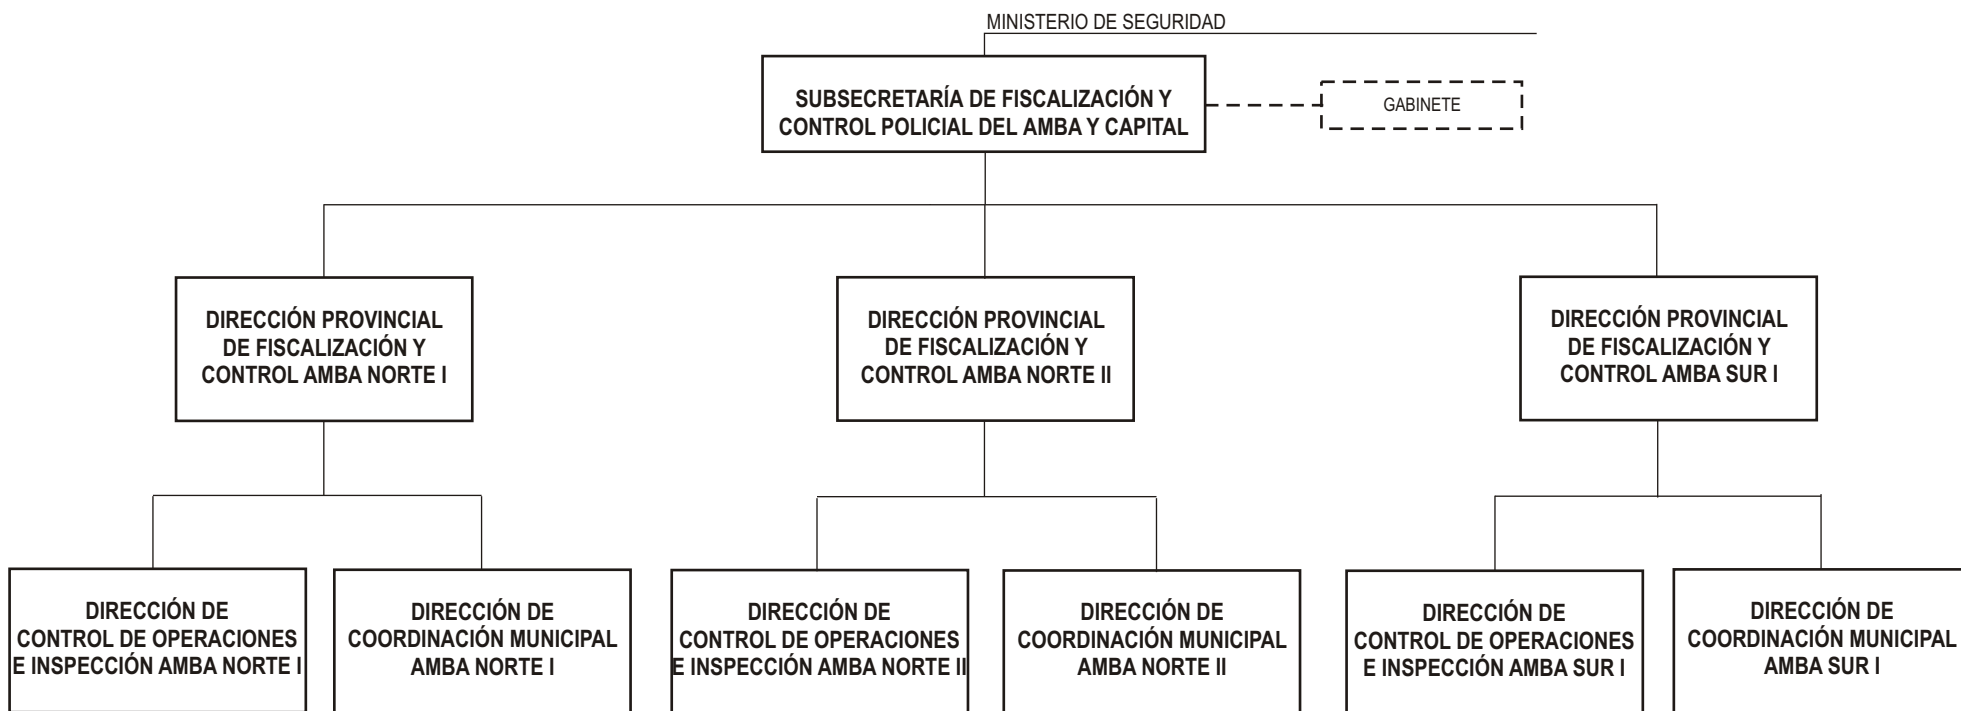 MINISTERIO DE SEGURIDAD
SUBSECRETARÍA DE FISCALIZACIÓN Y
CONTROL POLICIAL DEL AMBA Y CAPITAL
GABINETE
DIRECCIÓN PROVINCIAL
DE FISCALIZACIÓN Y
CONTROL AMBA NORTE I
DIRECCIÓN PROVINCIAL
DE FISCALIZACIÓN Y
CONTROL AMBA NORTE II
DIRECCIÓN PROVINCIAL
DE FISCALIZACIÓN Y
CONTROL AMBA SUR I
DIRECCIÓN DE
CONTROL DE OPERACIONES
E INSPECCIÓN AMBA NORTE I
DIRECCIÓN DE
COORDINACIÓN MUNICIPAL
AMBA NORTE I
DIRECCIÓN DE
CONTROL DE OPERACIONES
E INSPECCIÓN AMBA NORTE II
DIRECCIÓN DE
COORDINACIÓN MUNICIPAL
AMBA NORTE II
DIRECCIÓN DE
CONTROL DE OPERACIONES
E INSPECCIÓN AMBA SUR I
DIRECCIÓN DE
COORDINACIÓN MUNICIPAL
AMBA SUR I